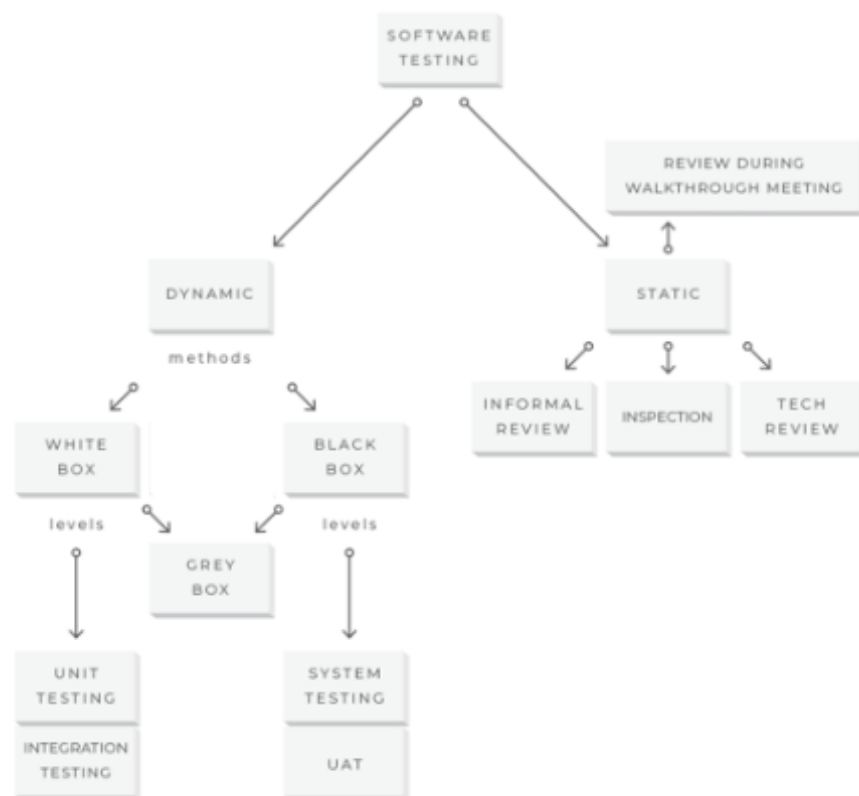 SOFTWARE
TESTING
REVIEW DURING
WALKTHROUGH MEETING
DYNAMIC
STATIC
methods
INFORMAL
REVIEW
INSPECTION
TECH
REVIEW
WHITE
BOX
BLACK
BOX
levels
levels
GREY
BOX
UNIT
TESTING
SYSTEM
TESTING
INTEGRATION
TESTING
UAT